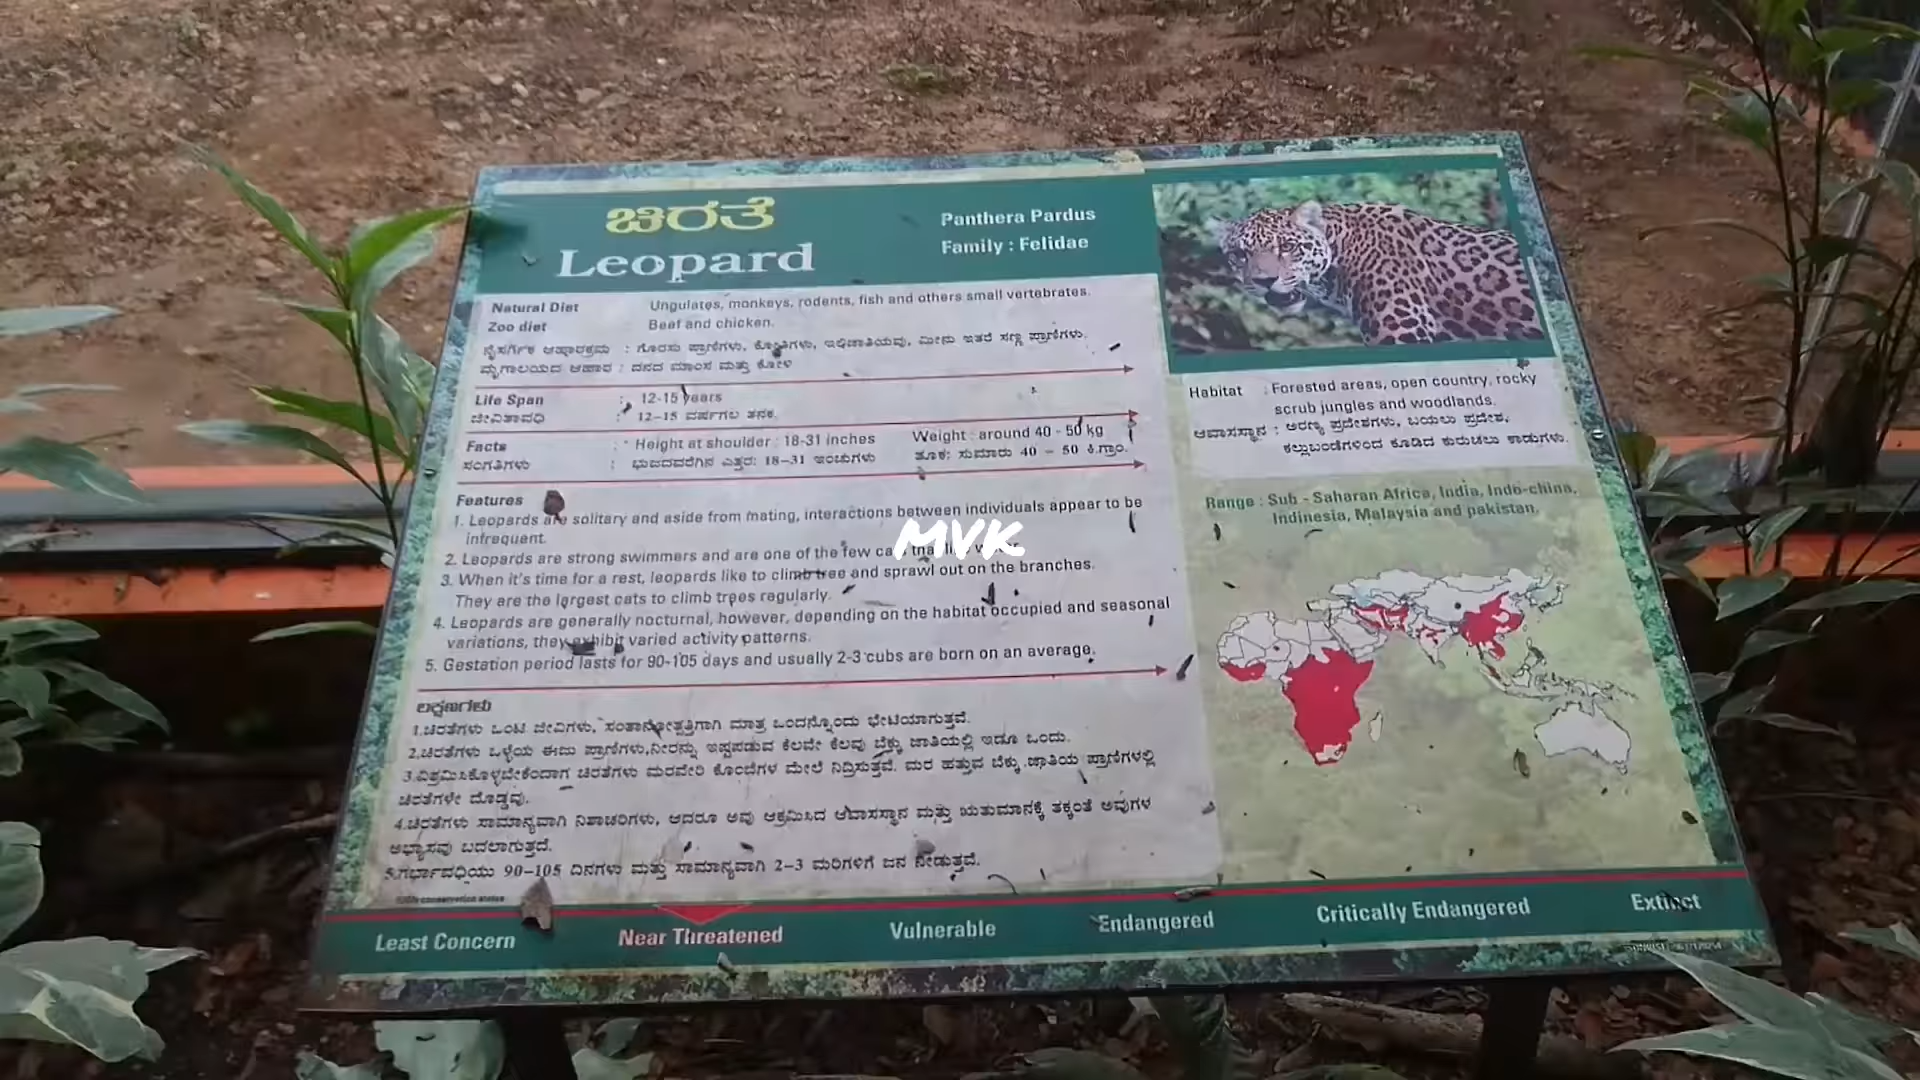 ಚಿರತೆ
Leopard
Panthera Pardus
Family : Felidae
Natural Diet Ungulates, monkeys, rodents, fish and others small vertebrates.
Zoo diet Beef and chicken.
ನೈಸರ್ಗಿಕ ಆಹಾರಕ್ರಮ : ಗೊರಸು ಪ್ರಾಣಿಗಳು, ಕೋತಿಗಳು, ಇಲಿಜಾತಿಯವು, ಮೀನು ಇತರೆ ಸಣ್ಣ ಪ್ರಾಣಿಗಳು.
ಮೃಗಾಲಯದ ಆಹಾರ : ದನದ ಮಾಂಸ ಮತ್ತು ಕೋಳಿ
Life Span : 12-15 years
ಜೀವಿತಾವಧಿ : 12-15 ವರ್ಷಗಲ ತನಕ.
Facts : Height at shoulder : 18-31 inches Weight : around 40 - 50 kg
ಸಂಗತಿಗಳು : ಭುಜದವರೆಗಿನ ಎತ್ತರ: 18-31 ಇಂಚುಗಳು ತೂಕ: ಸುಮಾರು 40 - 50 ಕಿ.ಗ್ರಾಂ.
Features
1. Leopards are solitary and aside from mating, interactions between individuals appear to be
infrequent.
2. Leopards are strong swimmers and are one of the few
MVK
3. When it's time for a rest, leopards like to climb tree and sprawl out on the branches.
They are the largest cats to climb trees regularly.
4. Leopards are generally nocturnal, however, depending on the habitat occupied and seasonal
variations, they exhibit varied activity patterns.
5. Gestation period lasts for 90-105 days and usually 2-3 cubs are born on an average.
ಲಕ್ಷಣಗಳು
1.ಚಿರತೆಗಳು ಒಂಟಿ ಜೀವಿಗಳು, ಸಂತಾನೋತ್ಪತ್ತಿಗಾಗಿ ಮಾತ್ರ ಒಂದನ್ನೊಂದು ಭೇಟಿಯಾಗುತ್ತವೆ.
2.ಚಿರತೆಗಳು ಒಳ್ಳೆಯ ಈಜು ಪ್ರಾಣಿಗಳು,ನೀರನ್ನು ಇಷ್ಟಪಡುವ ಕೆಲವೇ ಕೆಲವು ಬೆಕ್ಕು ಜಾತಿಯಲ್ಲಿ ಇದೂ ಒಂದು.
3.ವಿಶ್ರಮಿಸಿಕೊಳ್ಳಬೇಕೆಂದಾಗ ಚಿರತೆಗಳು ಮರವೇರಿ ಕೊಂಬೆಗಳ ಮೇಲೆ ನಿದ್ರಿಸುತ್ತವೆ. ಮರ ಹತ್ತುವ ಬೆಕ್ಕು ಜಾತಿಯ ಪ್ರಾಣಿಗಳಲ್ಲಿ
ಚಿರತೆಗಳೇ ದೊಡ್ಡವು.
4.ಚಿರತೆಗಳು ಸಾಮಾನ್ಯವಾಗಿ ನಿಶಾಚರಿಗಳು, ಆದರೂ ಅವು ಆಕ್ರಮಿಸಿದ ಆವಾಸಸ್ಥಾನ ಮತ್ತು ಋತುಮಾನಕ್ಕೆ ತಕ್ಕಂತೆ ಅವುಗಳ
ಅಭ್ಯಾಸವು ಬದಲಾಗುತ್ತದೆ.
5.ಗರ್ಭಾವಧಿಯು 90-105 ದಿನಗಳು ಮತ್ತು ಸಾಮಾನ್ಯವಾಗಿ 2-3 ಮರಿಗಳಿಗೆ ಜನ ನೀಡುತ್ತವೆ.
Habitat : Forested areas, open country, rocky
scrub jungles and woodlands.
ಆವಾಸಸ್ಥಾನ : ಅರಣ್ಯ ಪ್ರದೇಶಗಳು, ಬಯಲು ಪ್ರದೇಶ,
ಕಲ್ಲುಬಂಡೆಗಳಿಂದ ಕೂಡಿದ ಕುರುಚಲು ಕಾಡುಗಳು.
Range : Sub - Saharan Africa, India, Indo-china,
Indinesia, Malaysia and pakistan.
conservation status
Least Concern Near Threatened Vulnerable Endangered Critically Endangered Extinct